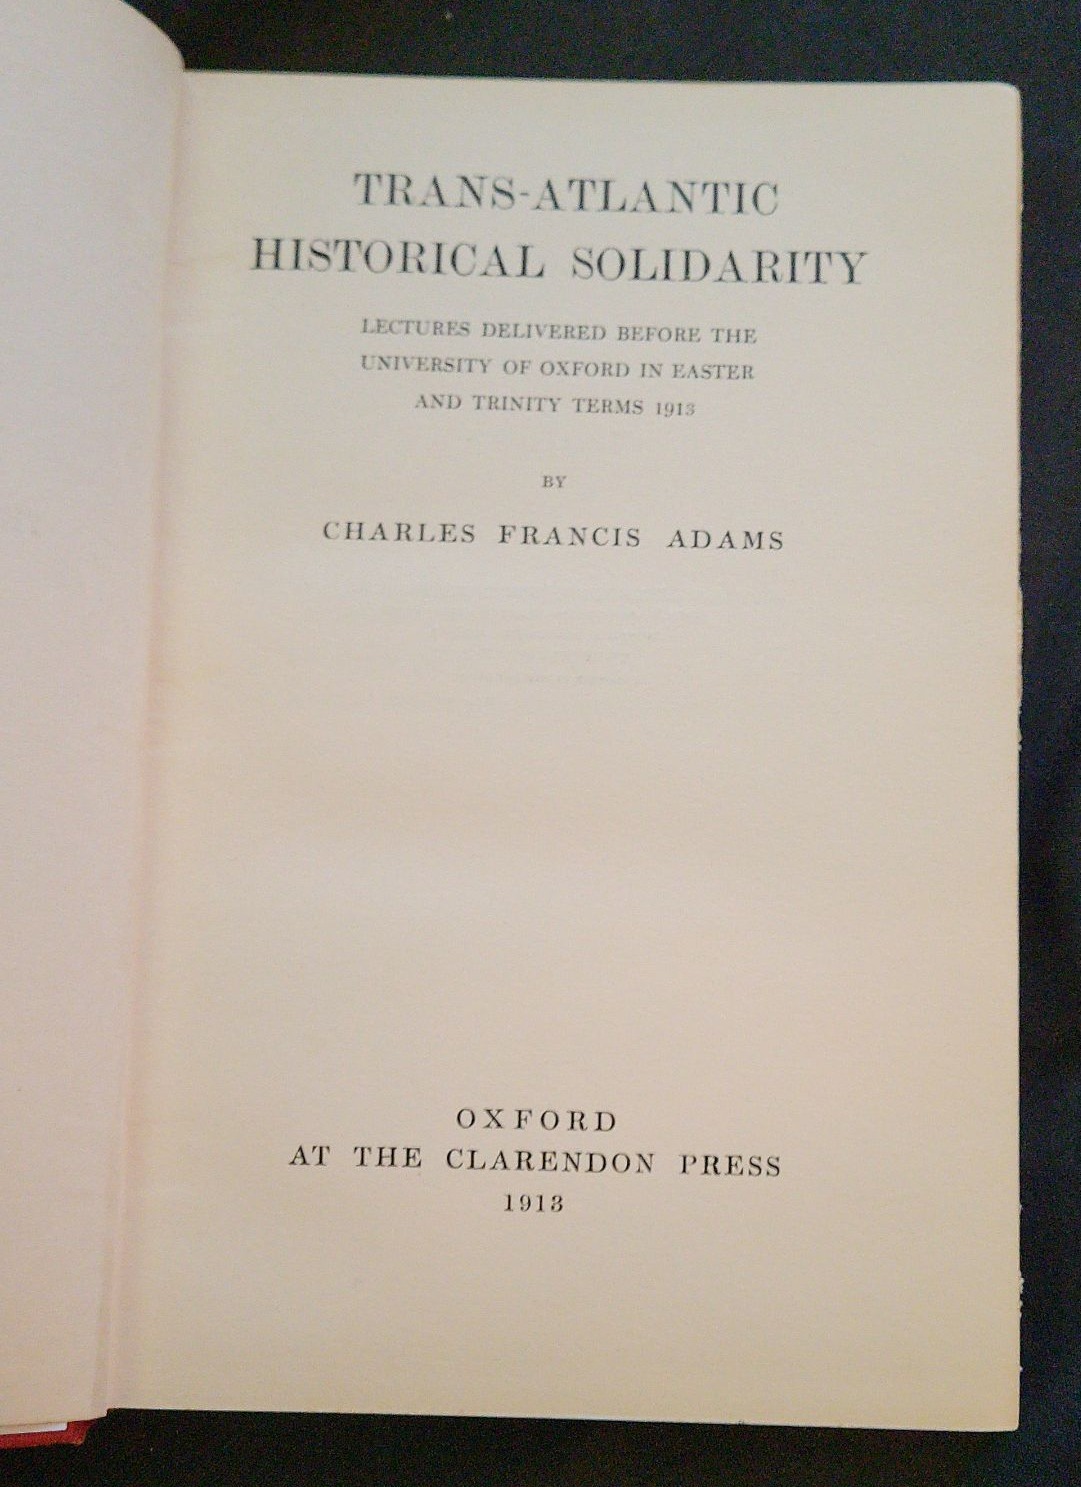 TRANS-ATLANTIC
HISTORICAL SOLIDARITY
LECTURES DELIVERED BEFORE THE
UNIVERSITY OF OXFORD IN EASTER
AND TRINITY TERMS 1913
BY
CHARLES FRANCIS ADAMS
OXFORD
AT THE CLARENDON PRESS
1913